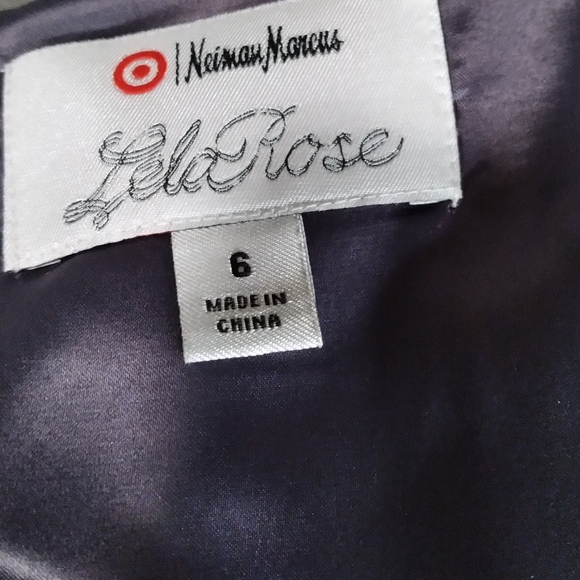 | Neiman Marcus
Lela Rose
6
MADE IN
CHINA